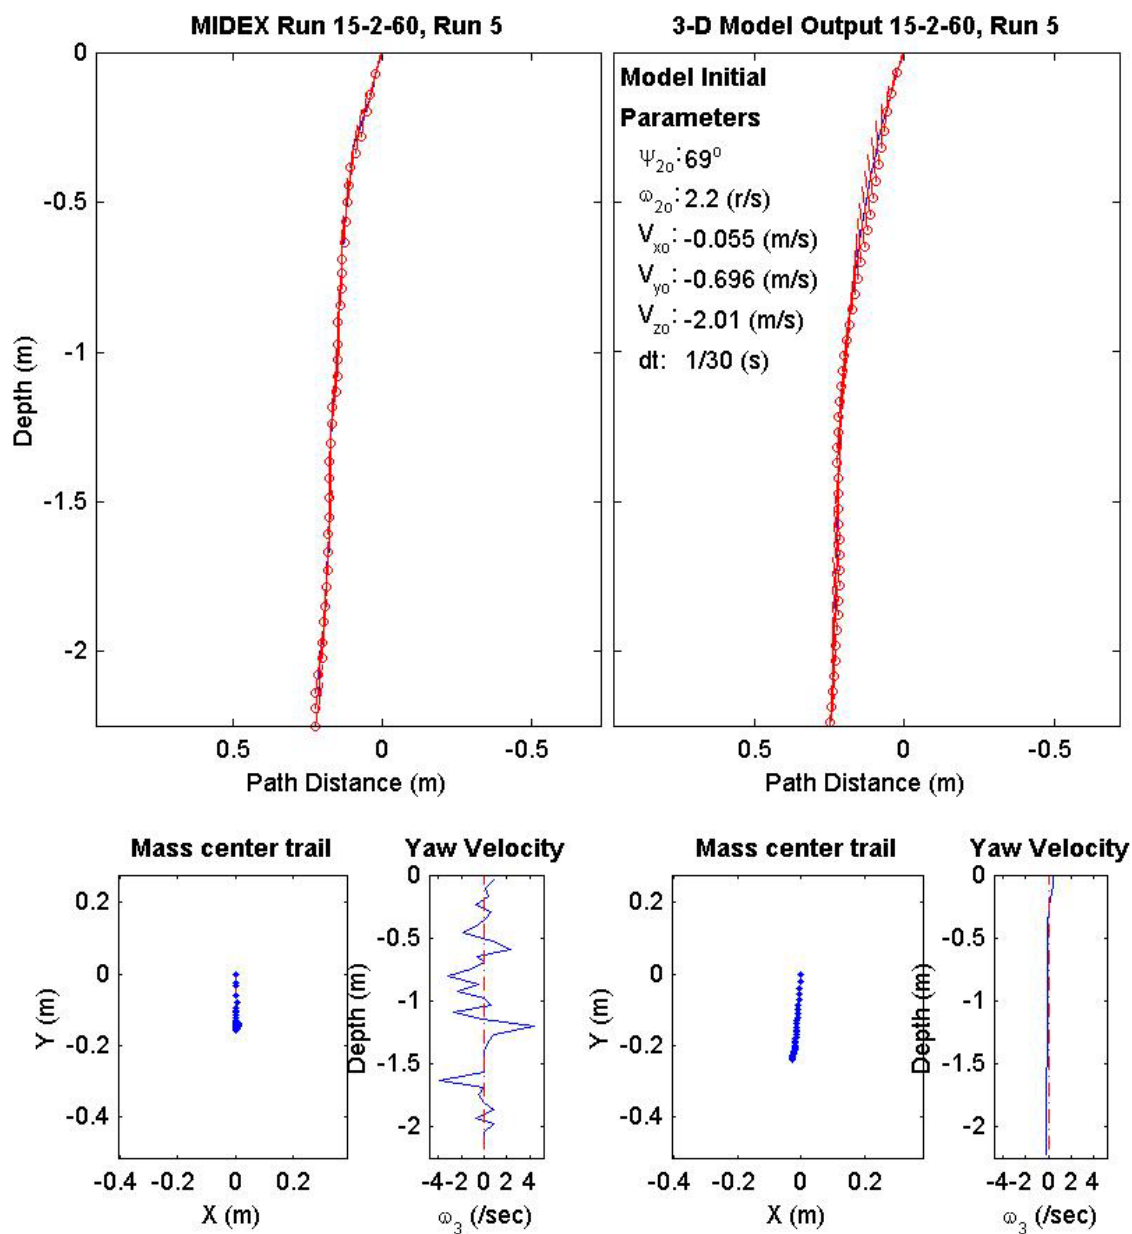 MIDEX Run 15-2-60, Run 5
3-D Model Output 15-2-60, Run 5
0
-0.5
-1
-1.5
-2
Depth (m)
0.5 0 -0.5
Path Distance (m)
Model Initial
Parameters
Ψ2o: 69o
ω2o: 2.2 (r/s)
Vxo: -0.055 (m/s)
Vyo: -0.696 (m/s)
Vzo: -2.01 (m/s)
dt: 1/30 (s)
0.5 0 -0.5
Path Distance (m)
Mass center trail
0.2
0
-0.2
-0.4
Y (m)
-0.4 -0.2 0 0.2
X (m)
Yaw Velocity
0
-0.5
-1
-1.5
-2
Depth (m)
-4 -2 0 2 4
ω3 (/sec)
Mass center trail
0.2
0
-0.2
-0.4
Y (m)
-0.4 -0.2 0 0.2
X (m)
Yaw Velocity
0
-0.5
-1
-1.5
-2
Depth (m)
-4 -2 0 2 4
ω3 (/sec)